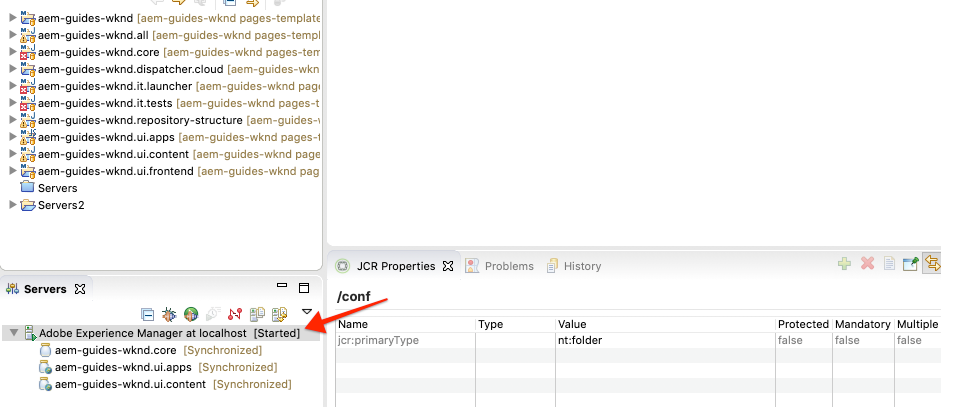 aem-guides-wknd [aem-guides-wknd pages-template
aem-guides-wknd.all [aem-guides-wknd pages-templ
aem-guides-wknd.core [aem-guides-wknd pages-tem
aem-guides-wknd.dispatcher.cloud [aem-guides-wkn
aem-guides-wknd.it.launcher [aem-guides-wknd pag
aem-guides-wknd.it.tests [aem-guides-wknd pages-t
aem-guides-wknd.repository-structure [aem-guides-w
aem-guides-wknd.ui.apps [aem-guides-wknd pages-t
aem-guides-wknd.ui.content [aem-guides-wknd page
aem-guides-wknd.ui.frontend [aem-guides-wknd pag
Servers
Servers2
Servers
Adobe Experience Manager at localhost [Started]
aem-guides-wknd.core [Synchronized]
aem-guides-wknd.ui.apps [Synchronized]
aem-guides-wknd.ui.content [Synchronized]
JCR Properties Problems History
/conf
Name Type Value Protected Mandatory Multiple
jcr:primaryType nt:folder false false false